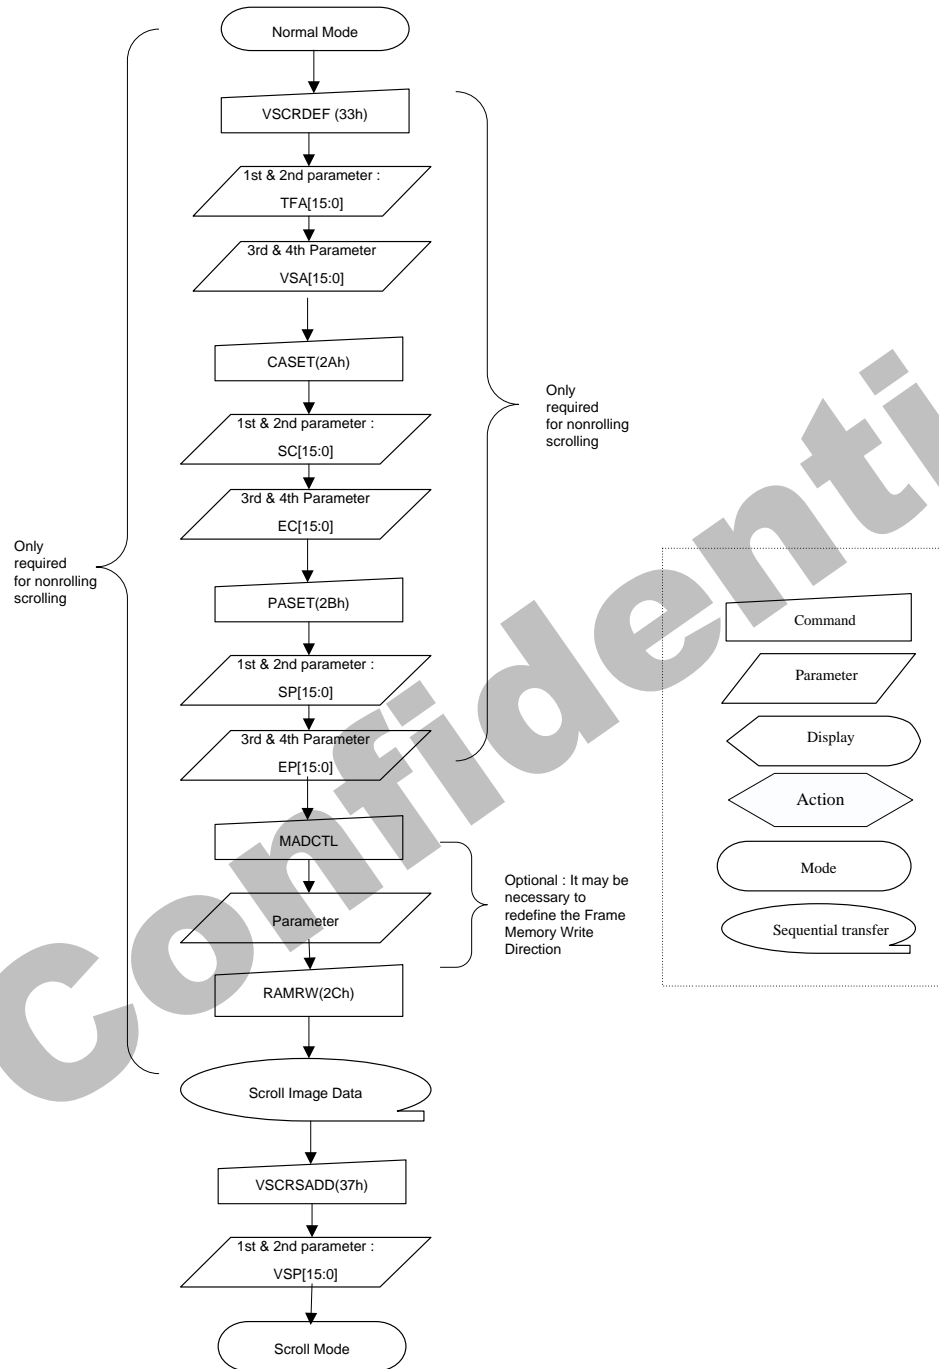 Normal Mode
VSCRDEF (33h)
1st & 2nd parameter :
TFA[15:0]
3rd & 4th Parameter
VSA[15:0]
CASET(2Ah)
1st & 2nd parameter :
SC[15:0]
3rd & 4th Parameter
EC[15:0]
PASET(2Bh)
1st & 2nd parameter :
SP[15:0]
3rd & 4th Parameter
EP[15:0]
MADCTL
Parameter
RAMRW(2Ch)
Scroll Image Data
VSCRSADD(37h)
1st & 2nd parameter :
VSP[15:0]
Scroll Mode
Only
required
for nonrolling
scrolling
Only
required
for nonrolling
scrolling
Optional : It may be
necessary to
redefine the Frame
Memory Write
Direction
Command
Parameter
Display
Action
Mode
Sequential transfer
Confidenti